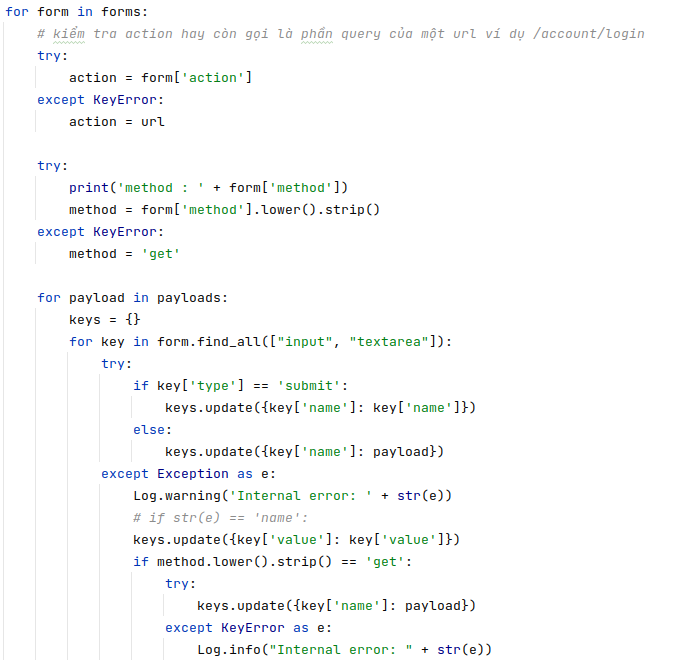 for form in forms:
    # kiểm tra action hay còn gọi là phần query của một url ví dụ /account/login
    try:
        action = form['action']
    except KeyError:
        action = url

    try:
        print('method : ' + form['method'])
        method = form['method'].lower().strip()
    except KeyError:
        method = 'get'

    for payload in payloads:
        keys = {}
        for key in form.find_all(["input", "textarea"]):
            try:
                if key['type'] == 'submit':
                    keys.update({key['name']: key['name']})
                else:
                    keys.update({key['name']: payload})
            except Exception as e:
                Log.warning('Internal error: ' + str(e))
                # if str(e) == 'name':
                keys.update({key['value']: key['value']})
                if method.lower().strip() == 'get':
                    try:
                        keys.update({key['name']: payload})
                    except KeyError as e:
                        Log.info("Internal error: " + str(e))